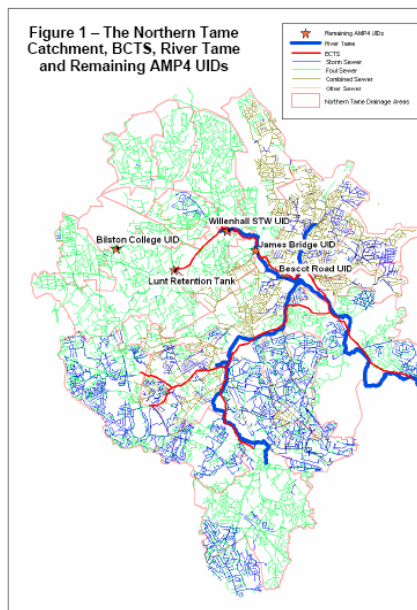 Figure 1 – The Northern Tame
Catchment, BCTS, River Tame
and Remaining AMP4 UIDs
Remaining AMP4 UIDs
River Tame
BCTS
Storm Sewer
Foul Sewer
Combined Sewer
Other Sewer
Northern Tame Drainage Areas
Willenhall STW UID
Bilston College UID
James Bridge UID
Bescot Road UID
Lunt Retention Tank